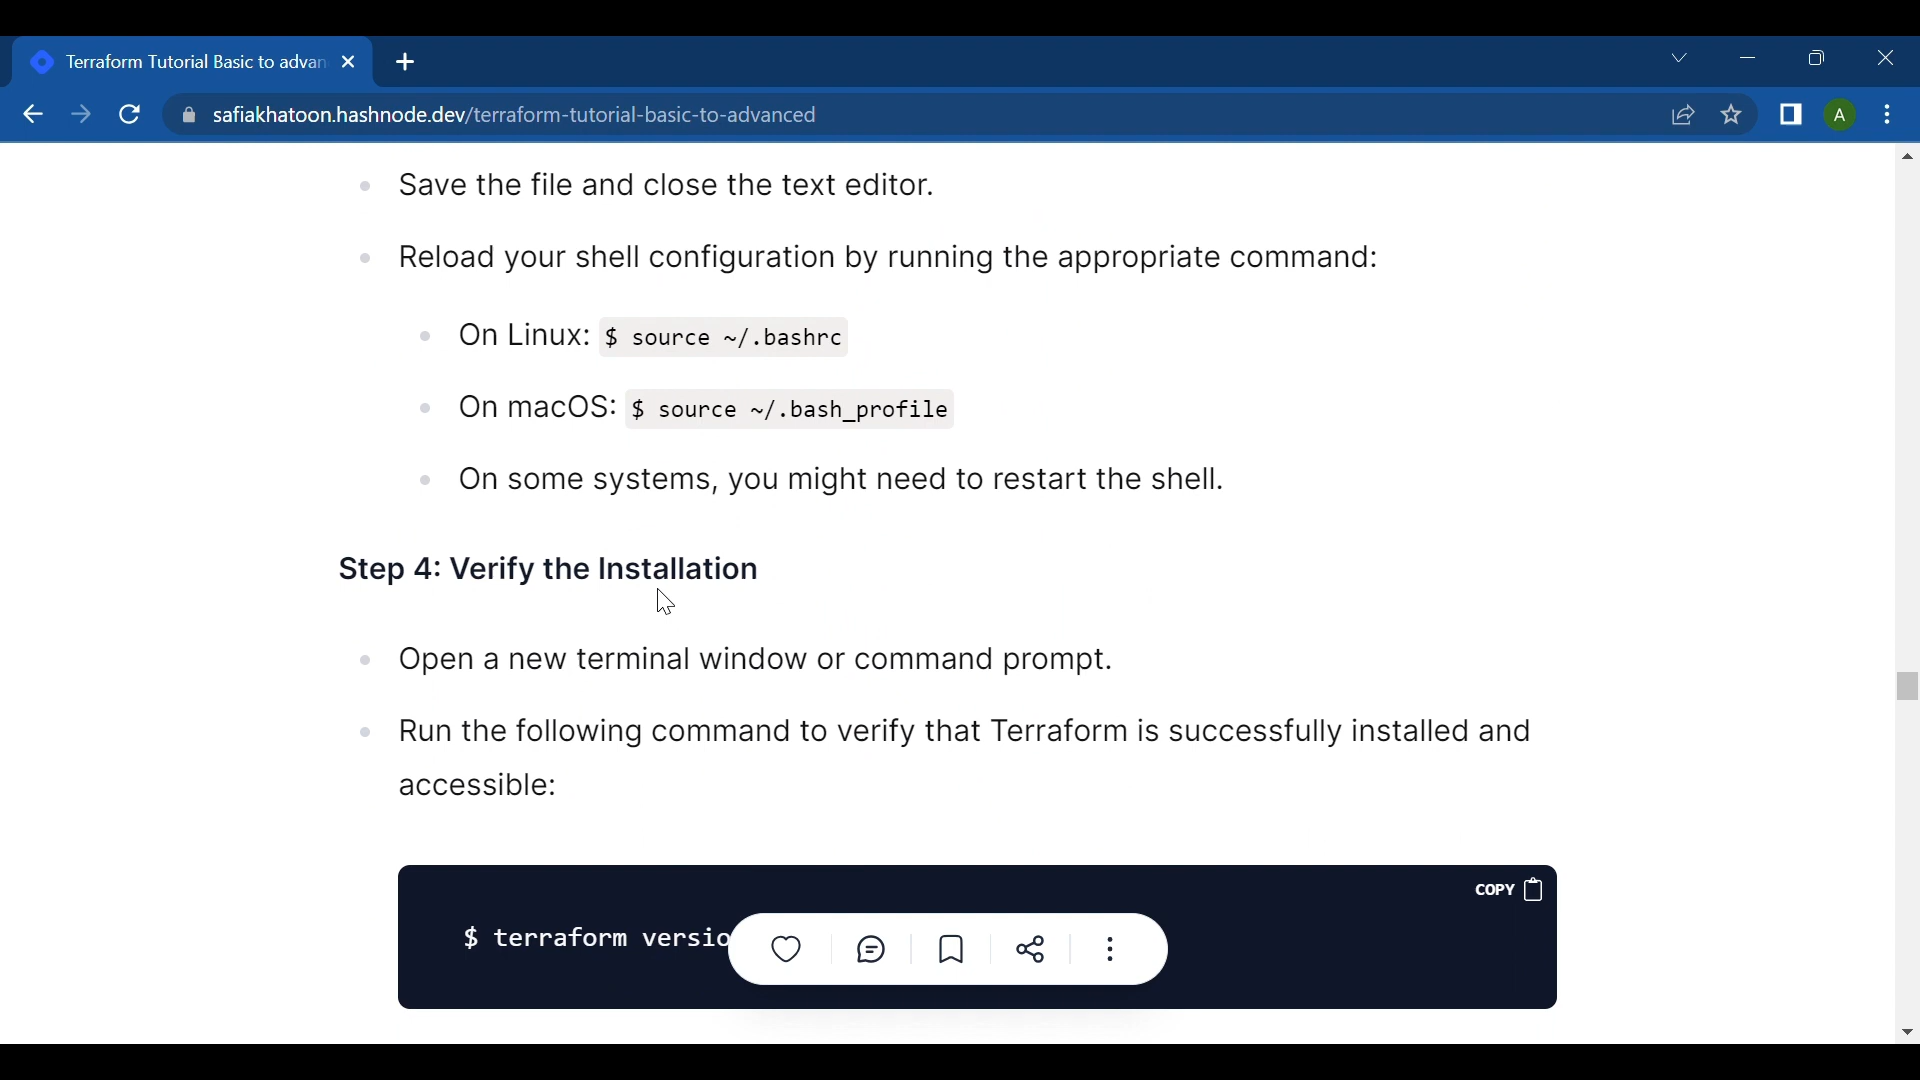 Terraform Tutorial Basic to advan
safiakhatoon.hashnode.dev/terraform-tutorial-basic-to-advanced
A
Save the file and close the text editor.
Reload your shell configuration by running the appropriate command:
On Linux: $ source ~/.bashrc
On macOS: $ source ~/.bash_profile
On some systems, you might need to restart the shell.
Step 4: Verify the Installation
Open a new terminal window or command prompt.
Run the following command to verify that Terraform is successfully installed and
accessible:
COPY
$ terraform versio